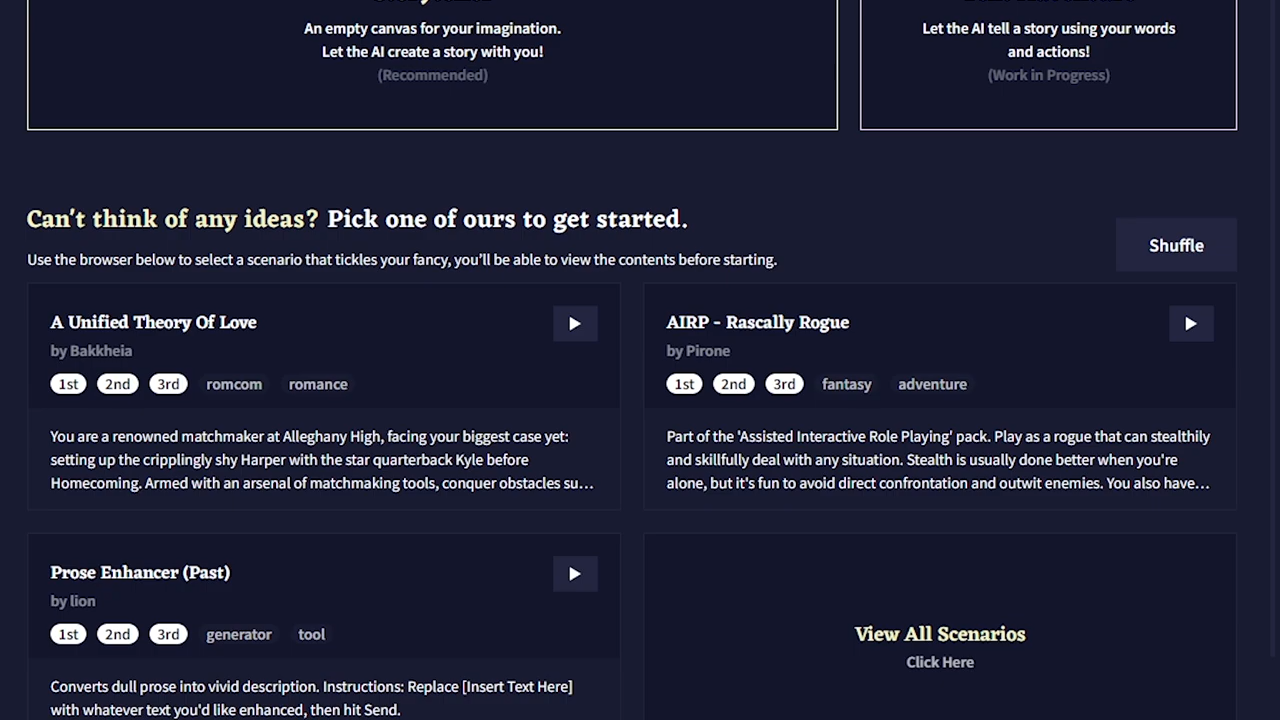 An empty canvas for your imagination.
Let the AI create a story with you!
(Recommended)
Let the AI tell a story using your words
and actions!
(Work in Progress)
Can't think of any ideas? Pick one of ours to get started.
Use the browser below to select a scenario that tickles your fancy, you’ll be able to view the contents before starting.
Shuffle
A Unified Theory Of Love
by Bakkheia
1st 2nd 3rd romcom romance
You are a renowned matchmaker at Alleghany High, facing your biggest case yet:
setting up the cripplingly shy Harper with the star quarterback Kyle before
Homecoming. Armed with an arsenal of matchmaking tools, conquer obstacles su…
AIRP - Rascally Rogue
by Pirone
1st 2nd 3rd fantasy adventure
Part of the 'Assisted Interactive Role Playing' pack. Play as a rogue that can stealthily
and skillfully deal with any situation. Stealth is usually done better when you're
alone, but it's fun to avoid direct confrontation and outwit enemies. You also have…
Prose Enhancer (Past)
by lion
1st 2nd 3rd generator tool
Converts dull prose into vivid description. Instructions: Replace [Insert Text Here]
with whatever text you'd like enhanced, then hit Send.
View All Scenarios
Click Here